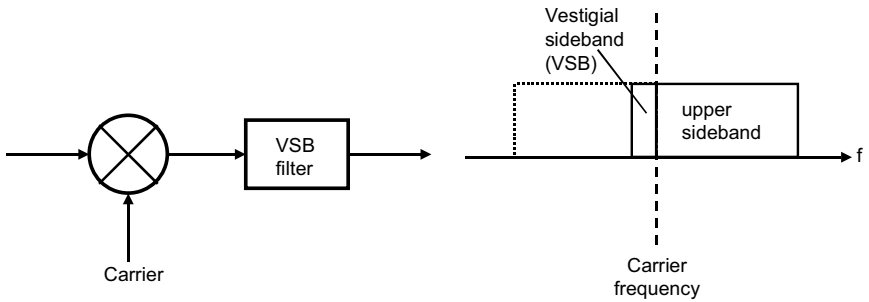 VSB
filter
Carrier
Vestigial
sideband
(VSB)
upper
sideband
f
Carrier
frequency